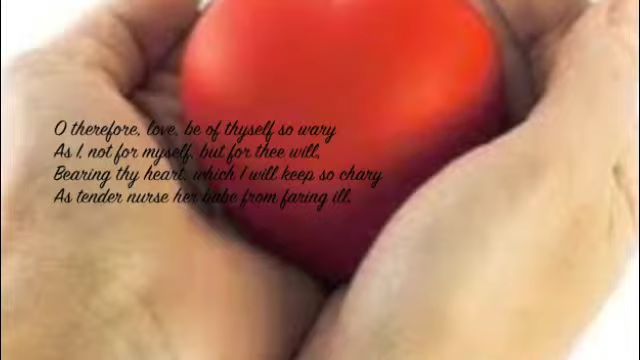 O therefore, love, be of thyself so wary
As I, not for myself, but for thee will,
Bearing thy heart, which I will keep so chary
As tender nurse her babe from faring ill.